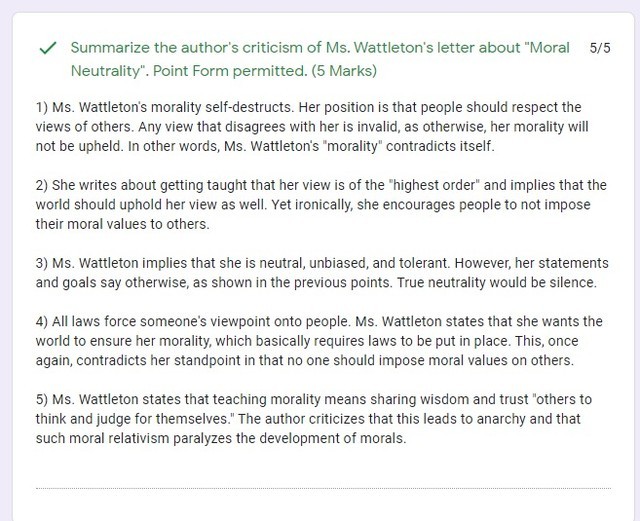 Summarize the author's criticism of Ms. Wattleton's letter about "Moral 5/5
Neutrality". Point Form permitted. (5 Marks)
1) Ms. Wattleton's morality self-destructs. Her position is that people should respect the
views of others. Any view that disagrees with her is invalid, as otherwise, her morality will
not be upheld. In other words, Ms. Wattleton's "morality" contradicts itself.
2) She writes about getting taught that her view is of the "highest order" and implies that the
world should uphold her view as well. Yet ironically, she encourages people to not impose
their moral values to others.
3) Ms. Wattleton implies that she is neutral, unbiased, and tolerant. However, her statements
and goals say otherwise, as shown in the previous points. True neutrality would be silence.
4) All laws force someone's viewpoint onto people. Ms. Wattleton states that she wants the
world to ensure her morality, which basically requires laws to be put in place. This, once
again, contradicts her standpoint in that no one should impose moral values on others.
5) Ms. Wattleton states that teaching morality means sharing wisdom and trust "others to
think and judge for themselves." The author criticizes that this leads to anarchy and that
such moral relativism paralyzes the development of morals.